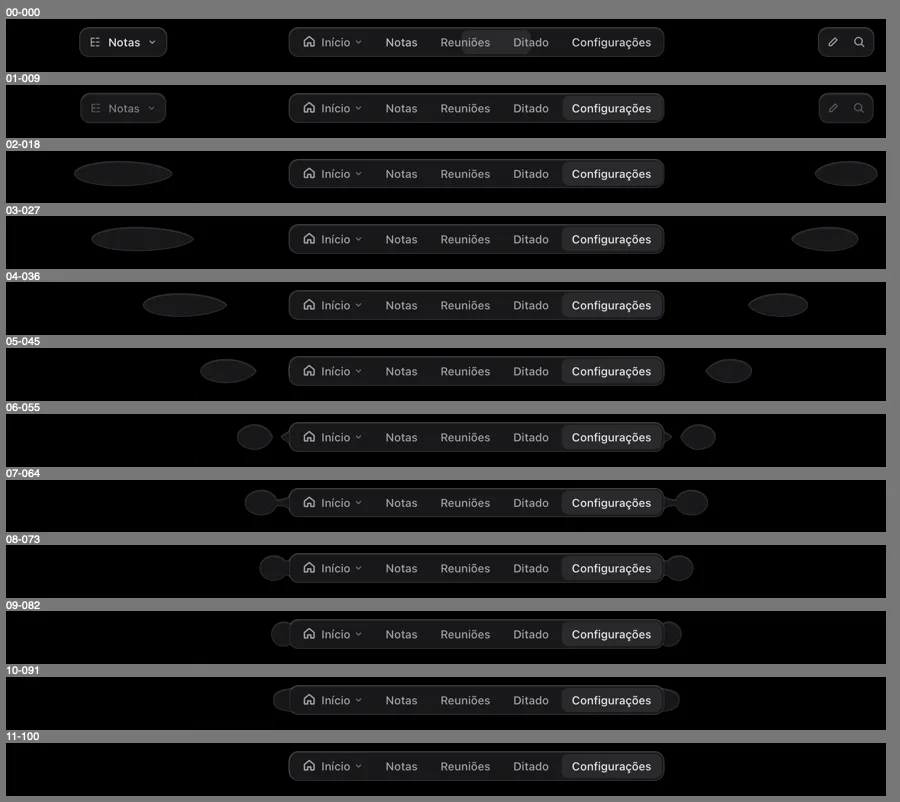 00-000
Notas Início Notas Reuniões Ditado Configurações
01-009
Notas Início Notas Reuniões Ditado Configurações
02-018
Início Notas Reuniões Ditado Configurações
03-027
Início Notas Reuniões Ditado Configurações
04-036
Início Notas Reuniões Ditado Configurações
05-045
Início Notas Reuniões Ditado Configurações
06-055
Início Notas Reuniões Ditado Configurações
07-064
Início Notas Reuniões Ditado Configurações
08-073
Início Notas Reuniões Ditado Configurações
09-082
Início Notas Reuniões Ditado Configurações
10-091
Início Notas Reuniões Ditado Configurações
11-100
Início Notas Reuniões Ditado Configurações